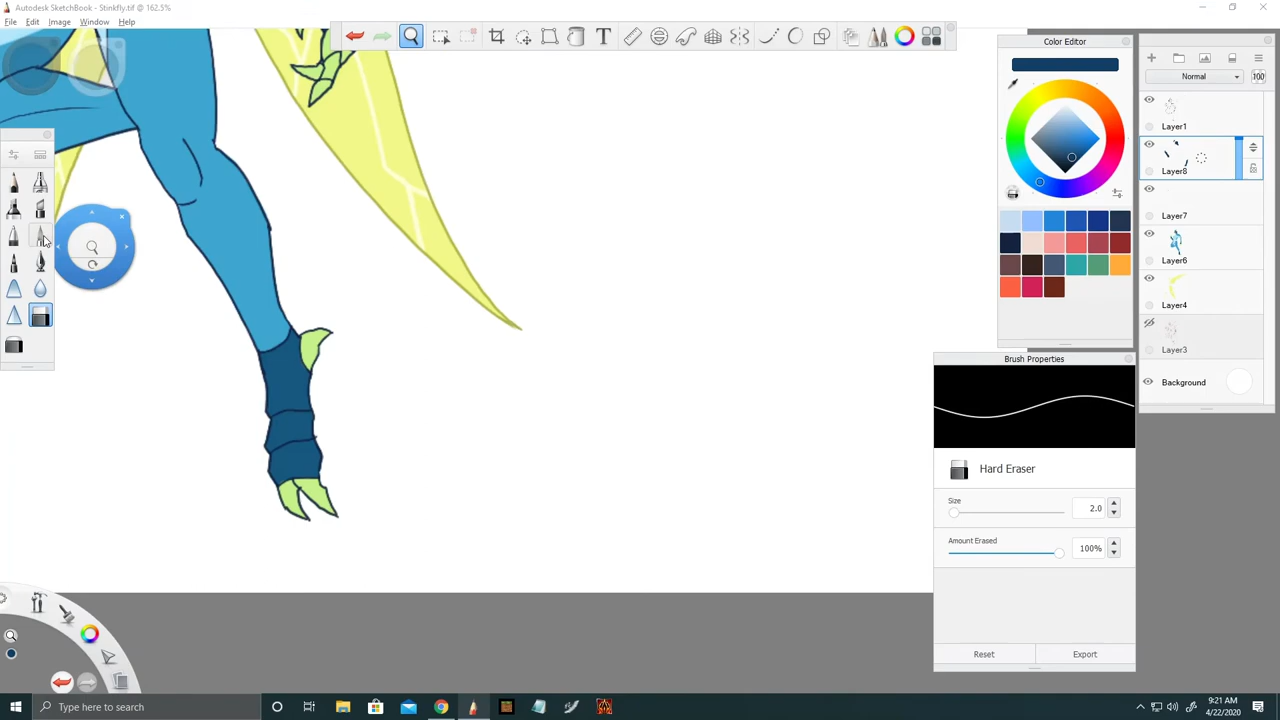 Autodesk SketchBook - Stinkfly.tif @ 162.5%
File Edit Image Window Help
T
Color Editor
Normal
100
Layer1
Layer8
Layer7
Layer6
Layer4
Layer3
Background
Brush Properties
Hard Eraser
Size
2.0
Amount Erased
100%
Reset
Export
Type here to search
9:21 AM
4/22/2020